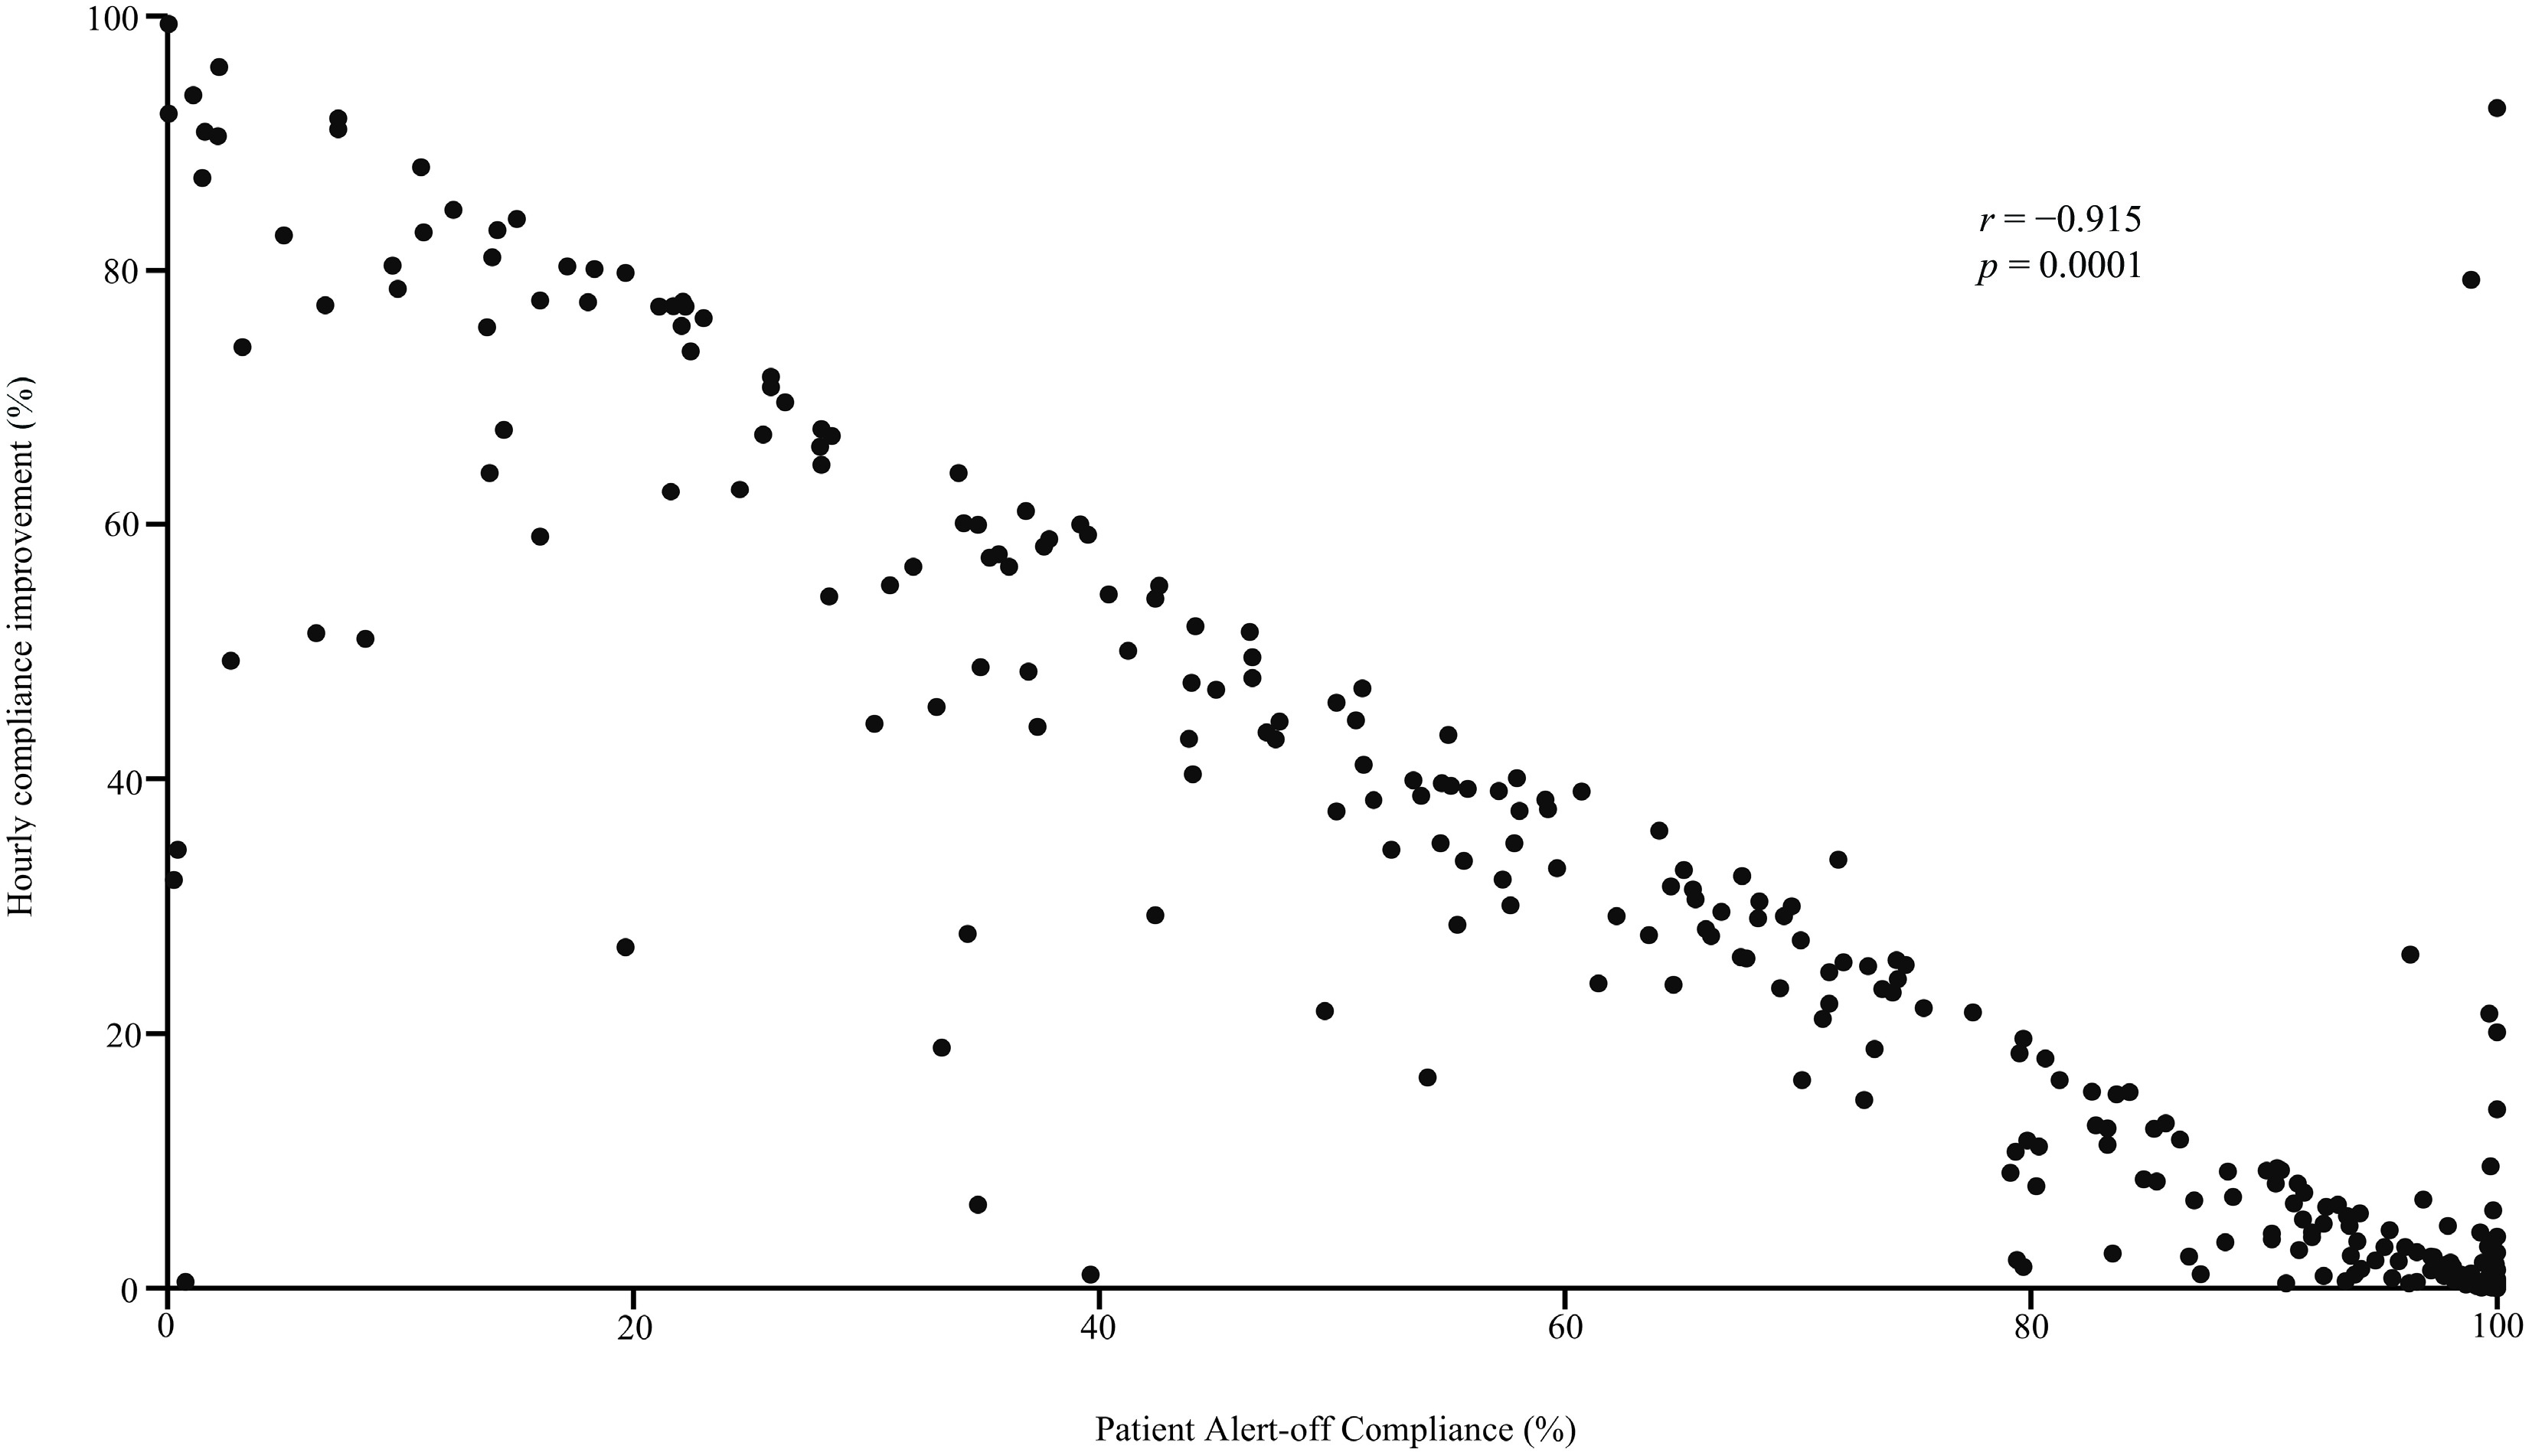 100
80
60
40
20
0
Hourly compliance improvement (%)
r = −0.915
p = 0.0001
0 20 40 60 80 100
Patient Alert-off Compliance (%)